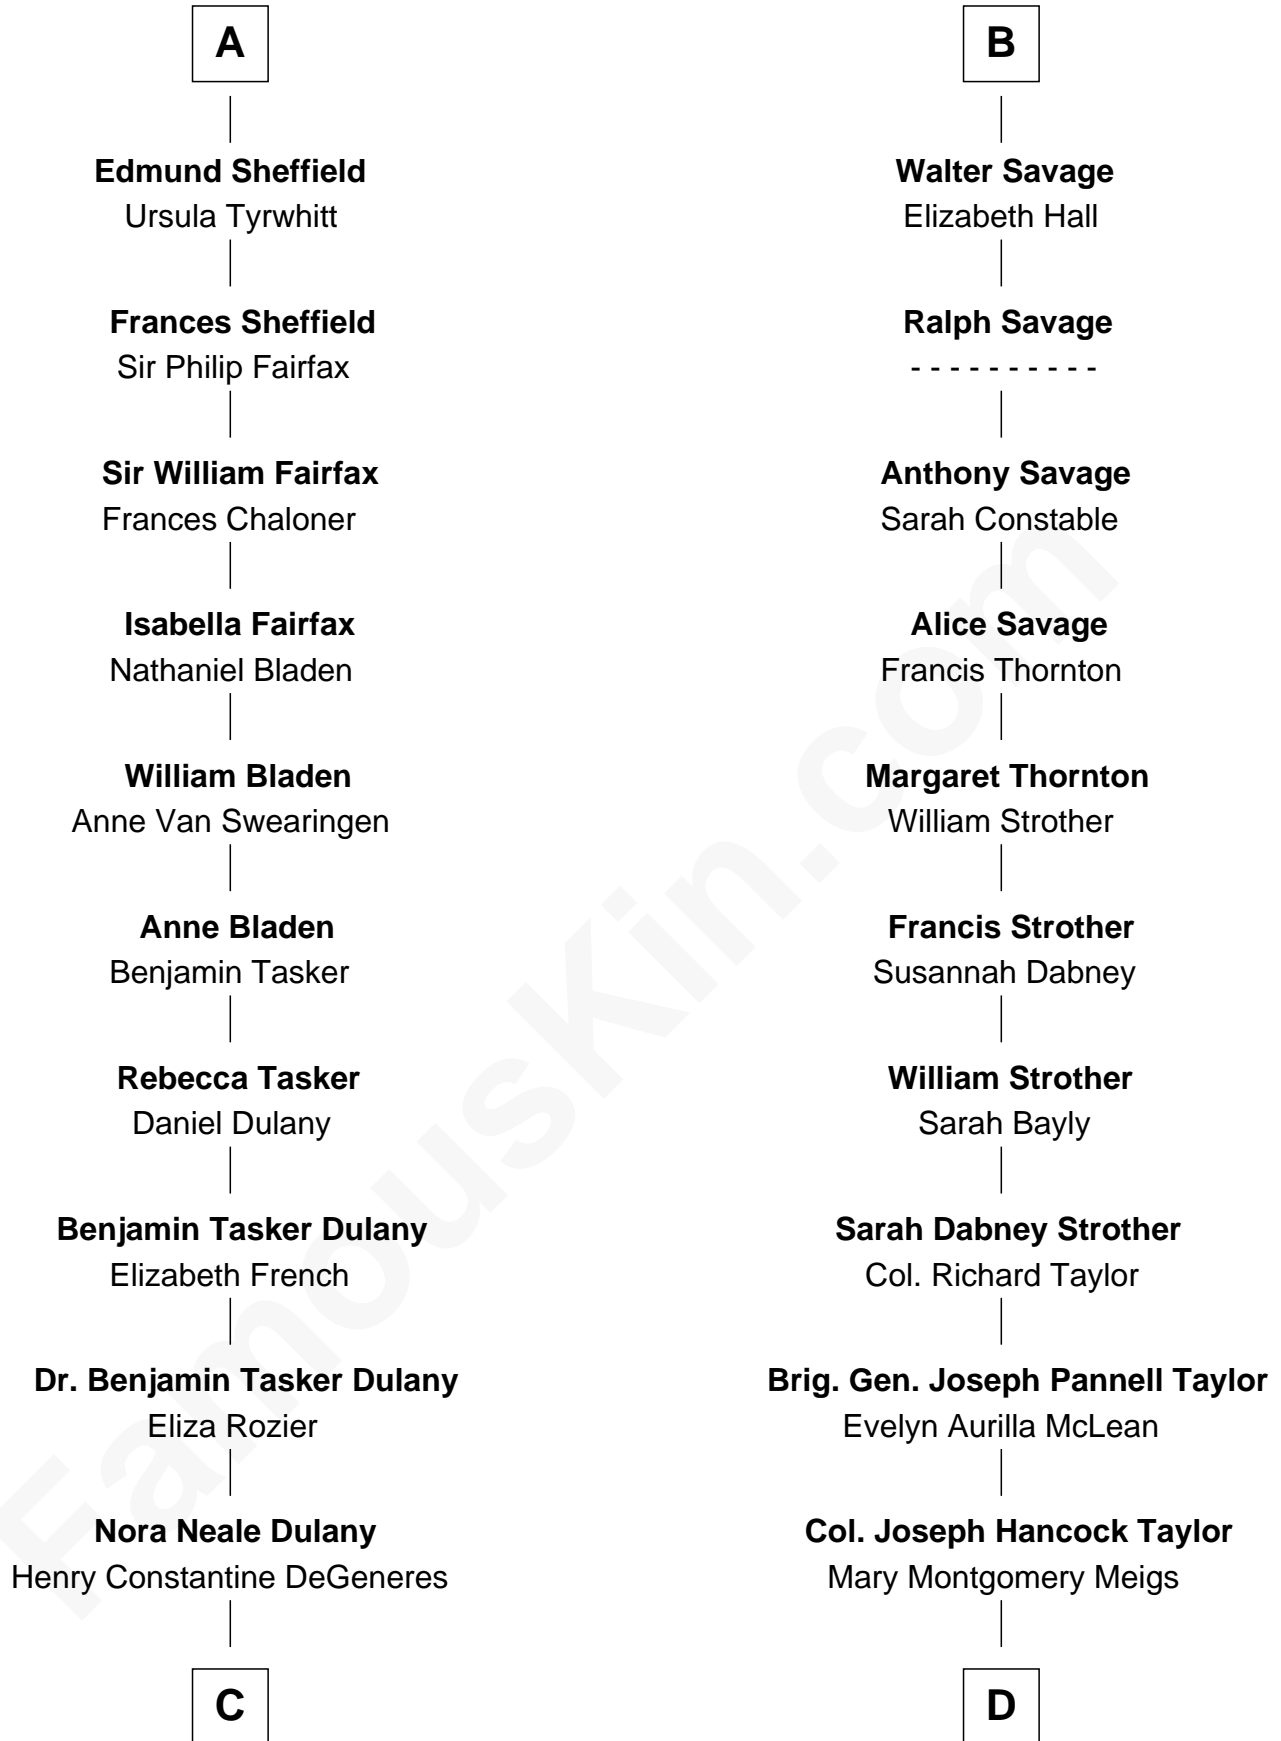 A
Edmund Sheffield
Ursula Tyrwhitt
Frances Sheffield
Sir Philip Fairfax
Sir William Fairfax
Frances Chaloner
Isabella Fairfax
Nathaniel Bladen
William Bladen
Anne Van Swearingen
Anne Bladen
Benjamin Tasker
Rebecca Tasker
Daniel Dulany
Benjamin Tasker Dulany
Elizabeth French
Dr. Benjamin Tasker Dulany
Eliza Rozier
Nora Neale Dulany
Henry Constantine DeGeneres
C
B
Walter Savage
Elizabeth Hall
Ralph Savage
- - - - - - - - - -
Anthony Savage
Sarah Constable
Alice Savage
Francis Thornton
Margaret Thornton
William Strother
Francis Strother
Susannah Dabney
William Strother
Sarah Bayly
Sarah Dabney Strother
Col. Richard Taylor
Brig. Gen. Joseph Pannell Taylor
Evelyn Aurilla McLean
Col. Joseph Hancock Taylor
Mary Montgomery Meigs
D
FamousKin.com